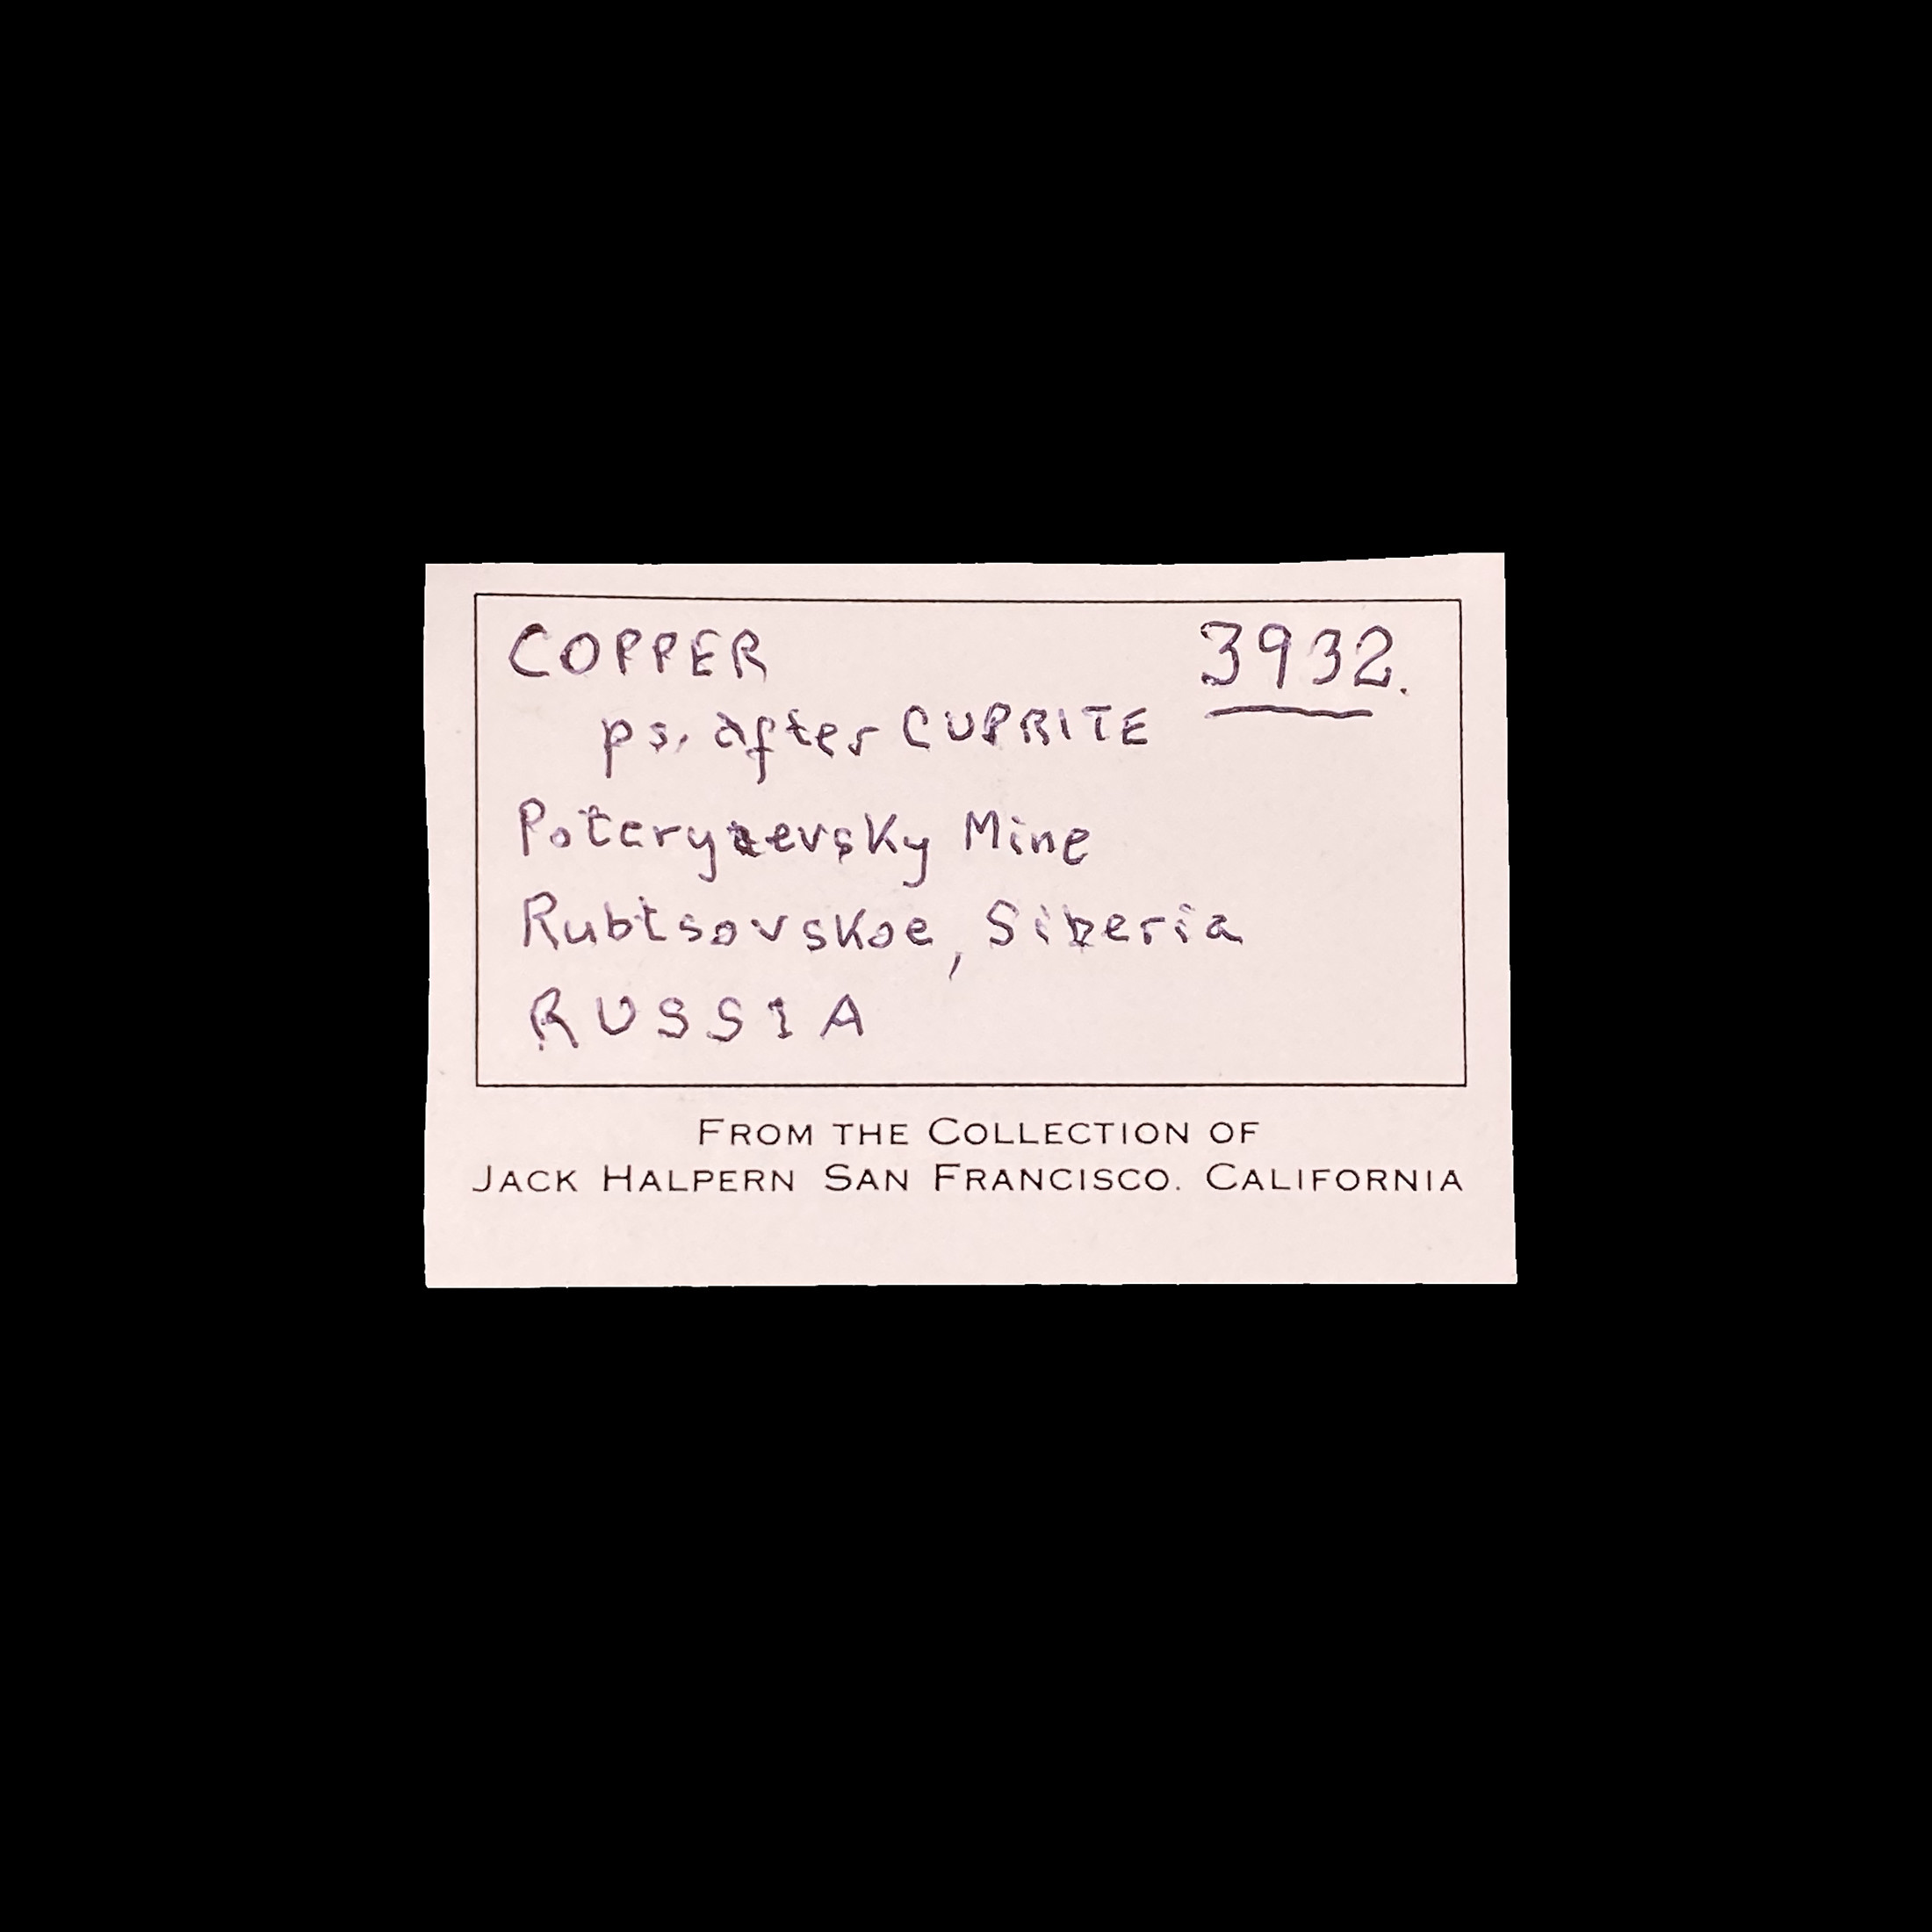 COPPER 3932.
ps. after CUPRITE
Poteryaevsky Mine
Rubtsovskoe, Siberia
RUSSIA
FROM THE COLLECTION OF
JACK HALPERN SAN FRANCISCO. CALIFORNIA